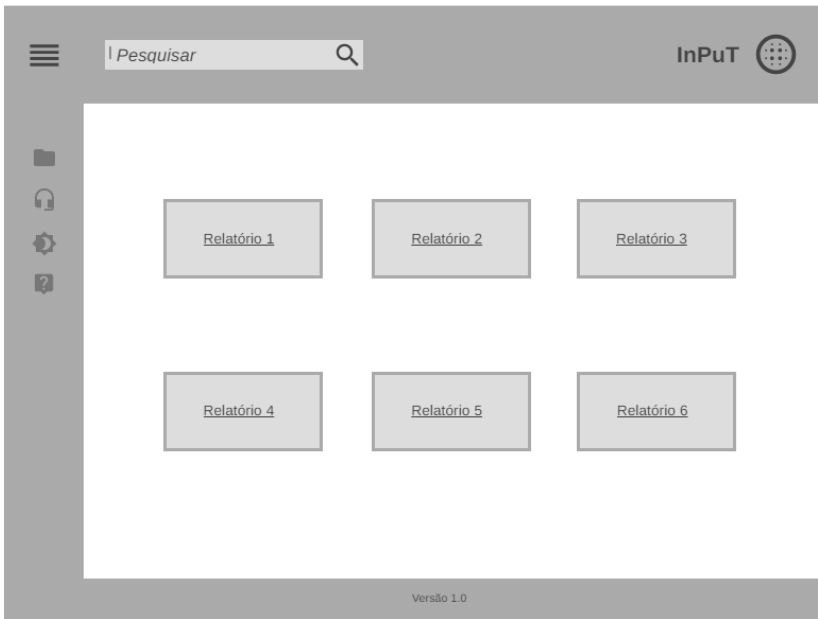 Pesquisar
InPuT
Relatório 1
Relatório 2
Relatório 3
Relatório 4
Relatório 5
Relatório 6
Versão 1.0